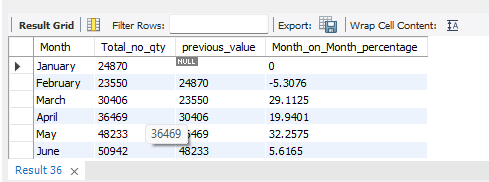 Result Grid Filter Rows: Export: Wrap Cell Content: IA
Month Total_no_qty previous_value Month_on_Month_percentage
January 24870 NULL 0
February 23550 24870 -5.3076
March 30406 23550 29.1125
April 36469 30406 19.9401
May 48233 36469 6469 32.2575
June 50942 48233 5.6165
Result 36 ×